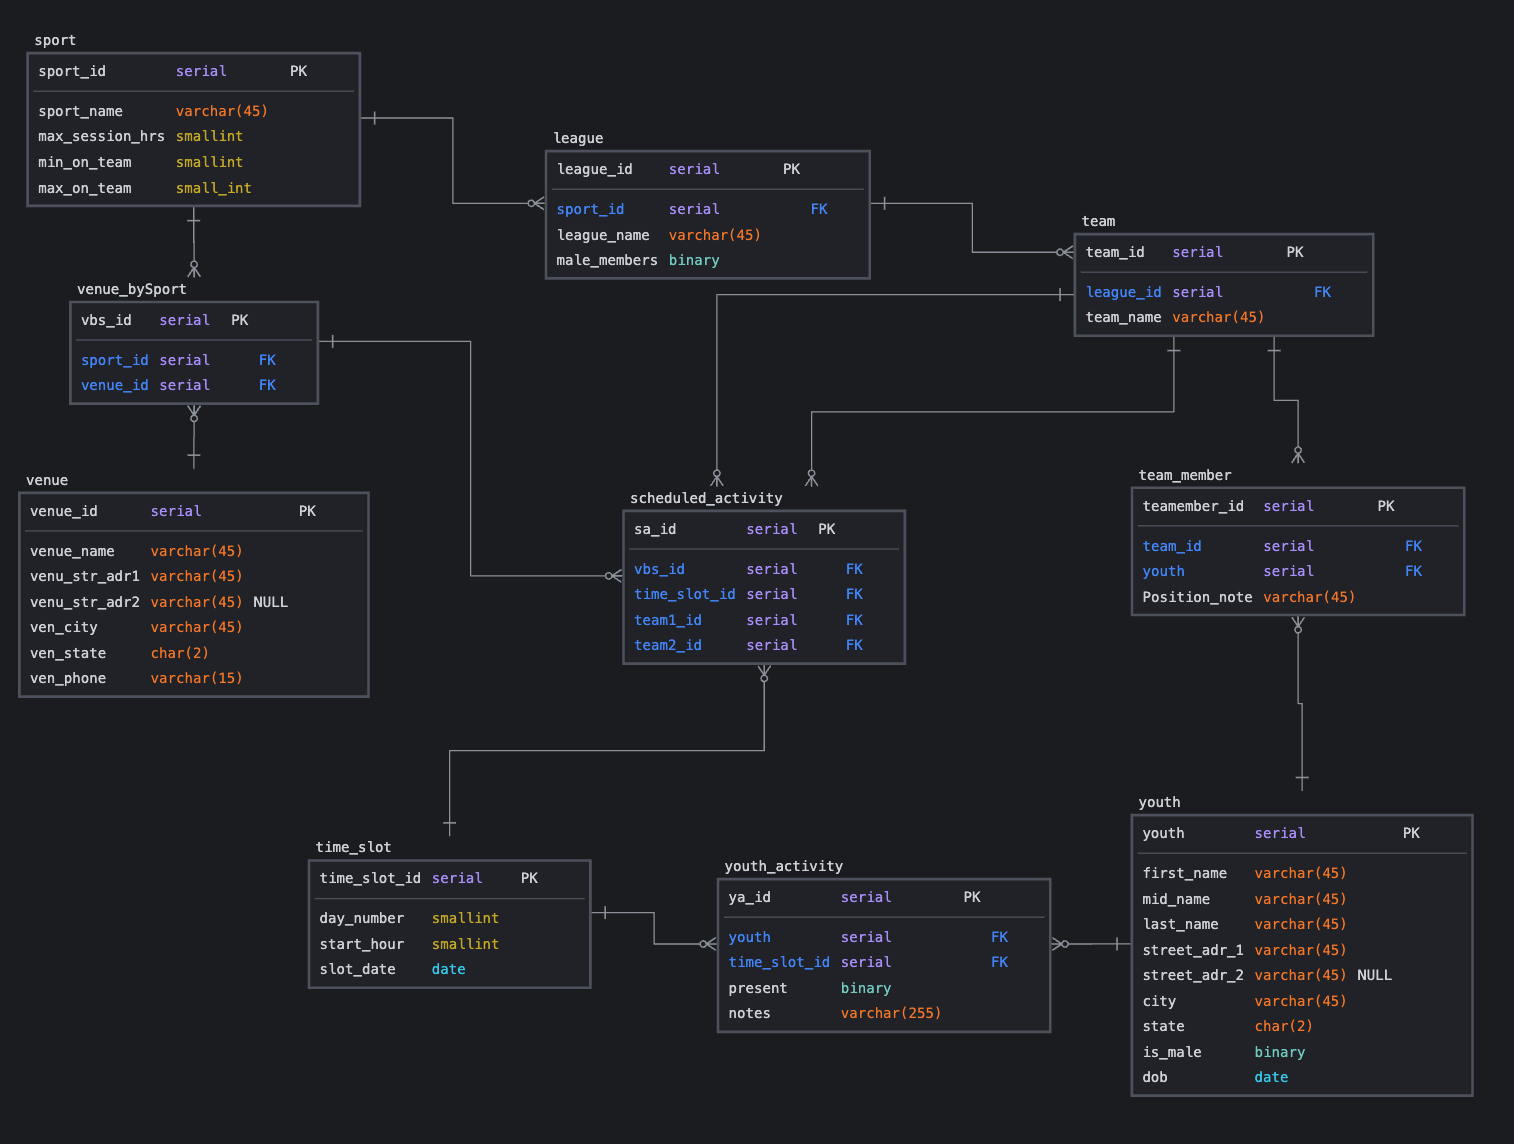 sport
sport_id serial PK
sport_name varchar(45)
max_session_hrs smallint
min_on_team smallint
max_on_team small_int
league
league_id serial PK
sport_id serial FK
league_name varchar(45)
male_members binary
team
team_id serial PK
league_id serial FK
team_name varchar(45)
venue_bySport
vbs_id serial PK
sport_id serial FK
venue_id serial FK
venue
venue_id serial PK
venue_name varchar(45)
venu_str_adr1 varchar(45)
venu_str_adr2 varchar(45) NULL
ven_city varchar(45)
ven_state char(2)
ven_phone varchar(15)
scheduled_activity
sa_id serial PK
vbs_id serial FK
time_slot_id serial FK
team1_id serial FK
team2_id serial FK
team_member
teamember_id serial PK
team_id serial FK
youth serial FK
Position_note varchar(45)
time_slot
time_slot_id serial PK
day_number smallint
start_hour smallint
slot_date date
youth_activity
ya_id serial PK
youth serial FK
time_slot_id serial FK
present binary
notes varchar(255)
youth
youth serial PK
first_name varchar(45)
mid_name varchar(45)
last_name varchar(45)
street_adr_1 varchar(45)
street_adr_2 varchar(45) NULL
city varchar(45)
state char(2)
is_male binary
dob date